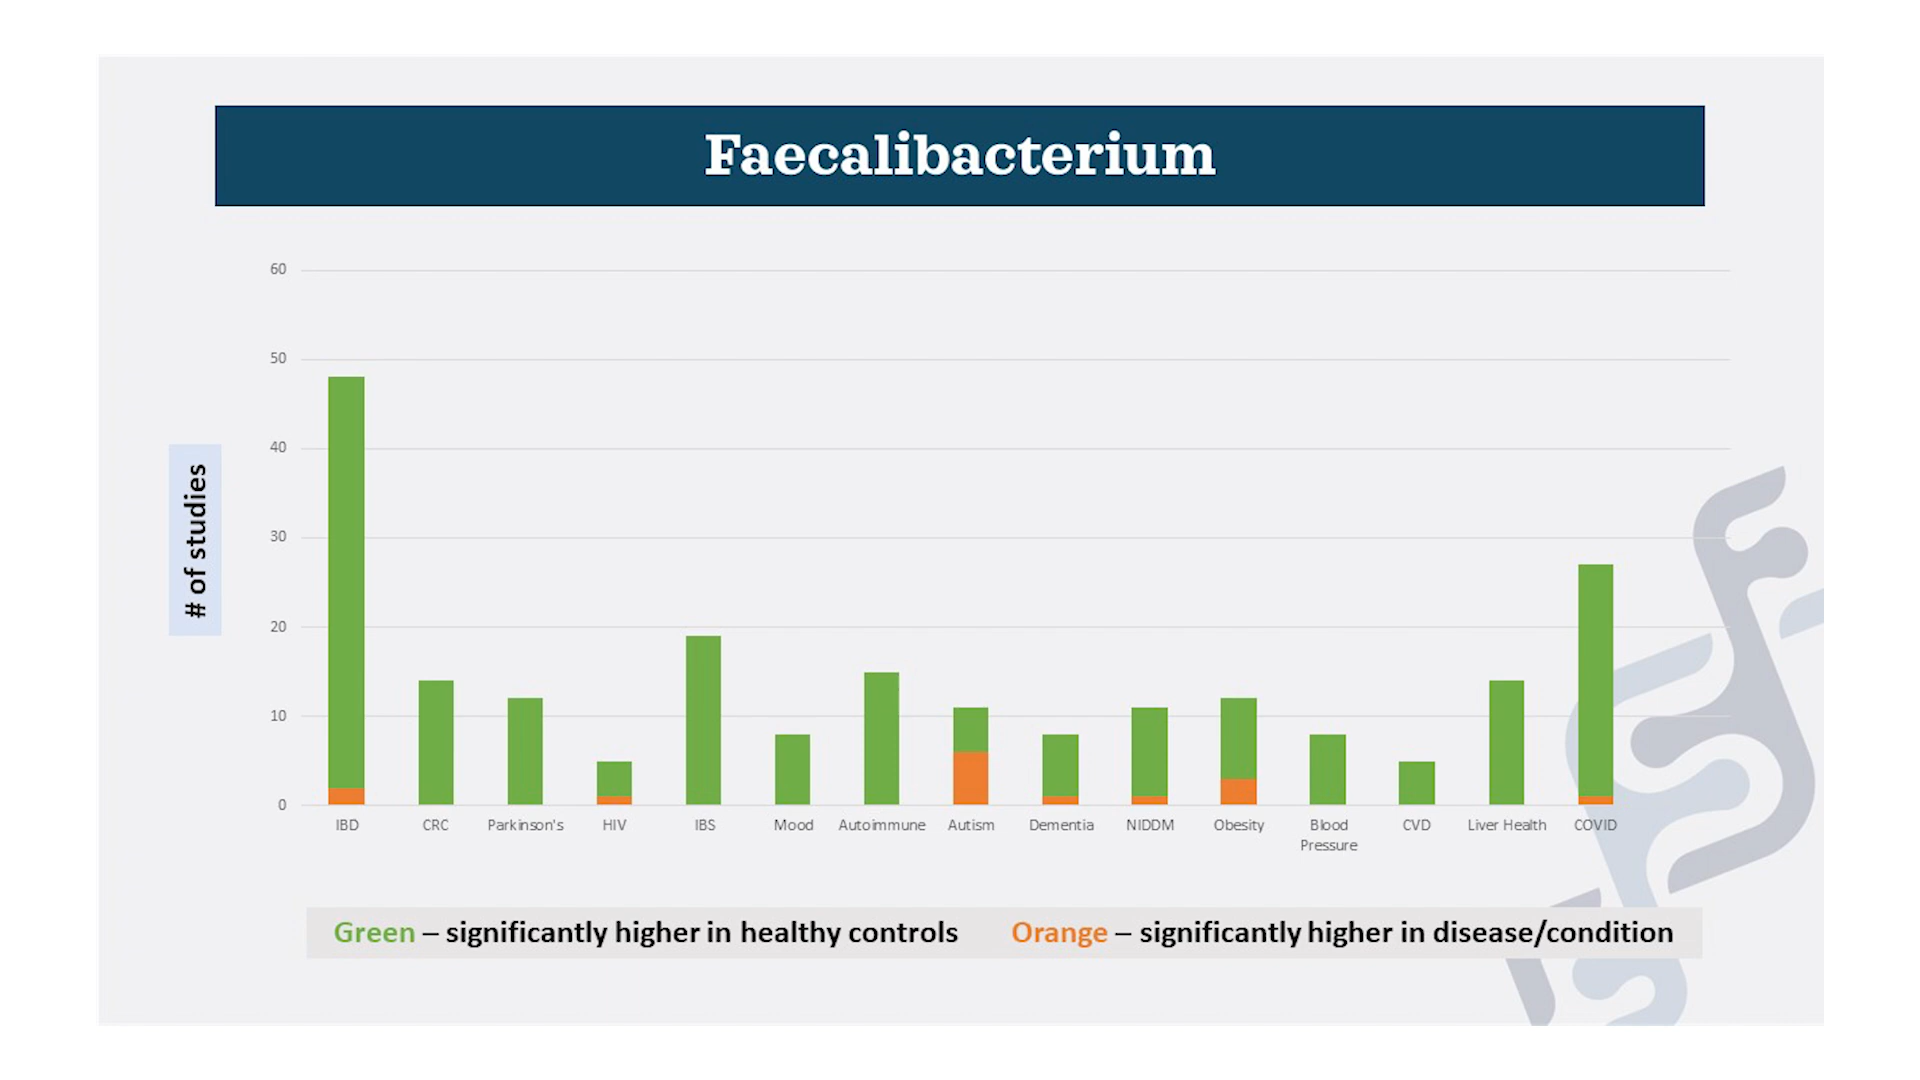 Faecalibacterium
60
50
40
30
20
10
0
# of studies
IBD CRC Parkinson's HIV IBS Mood Autoimmune Autism Dementia NIDDM Obesity Blood Pressure CVD Liver Health COVID
Green – significantly higher in healthy controls Orange – significantly higher in disease/condition